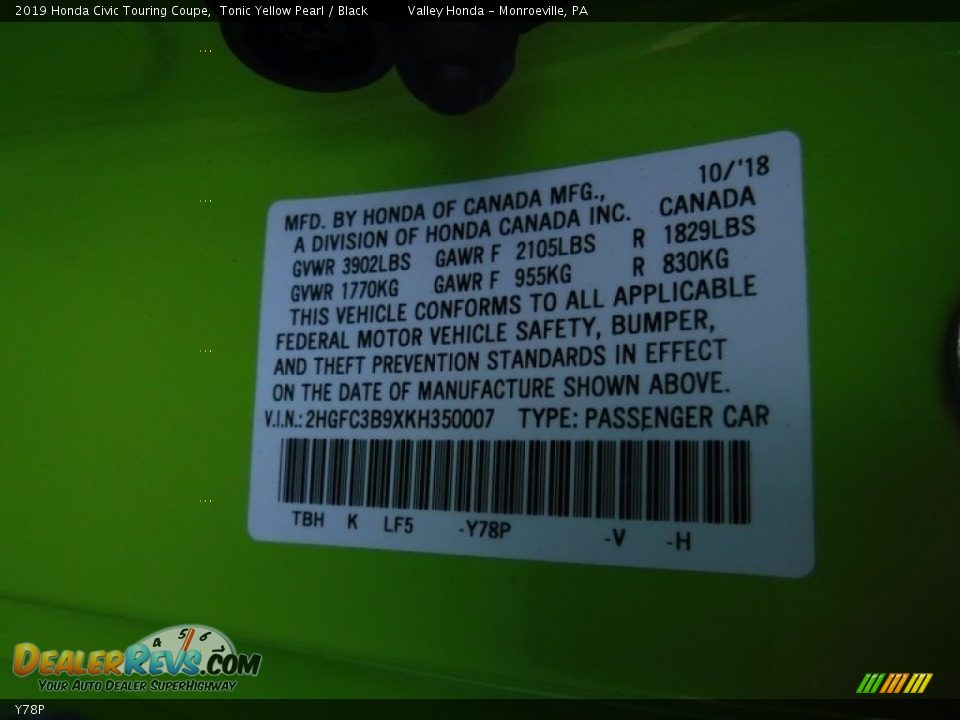 2019 Honda Civic Touring Coupe, Tonic Yellow Pearl / Black Valley Honda - Monroeville, PA
10/'18
MFD. BY HONDA OF CANADA MFG.,
A DIVISION OF HONDA CANADA INC. CANADA
GVWR 3902LBS GAWR F 2105LBS R 1829LBS
GVWR 1770KG GAWR F 955KG R 830KG
THIS VEHICLE CONFORMS TO ALL APPLICABLE
FEDERAL MOTOR VEHICLE SAFETY, BUMPER,
AND THEFT PREVENTION STANDARDS IN EFFECT
ON THE DATE OF MANUFACTURE SHOWN ABOVE.
V.I.N.: 2HGFC3B9XKH350007 TYPE: PASSENGER CAR
TBH K LF5 -Y78P -V -H
4 5 6
DEALERREVS.COM
YOUR AUTO DEALER SUPERHIGHWAY
Y78P